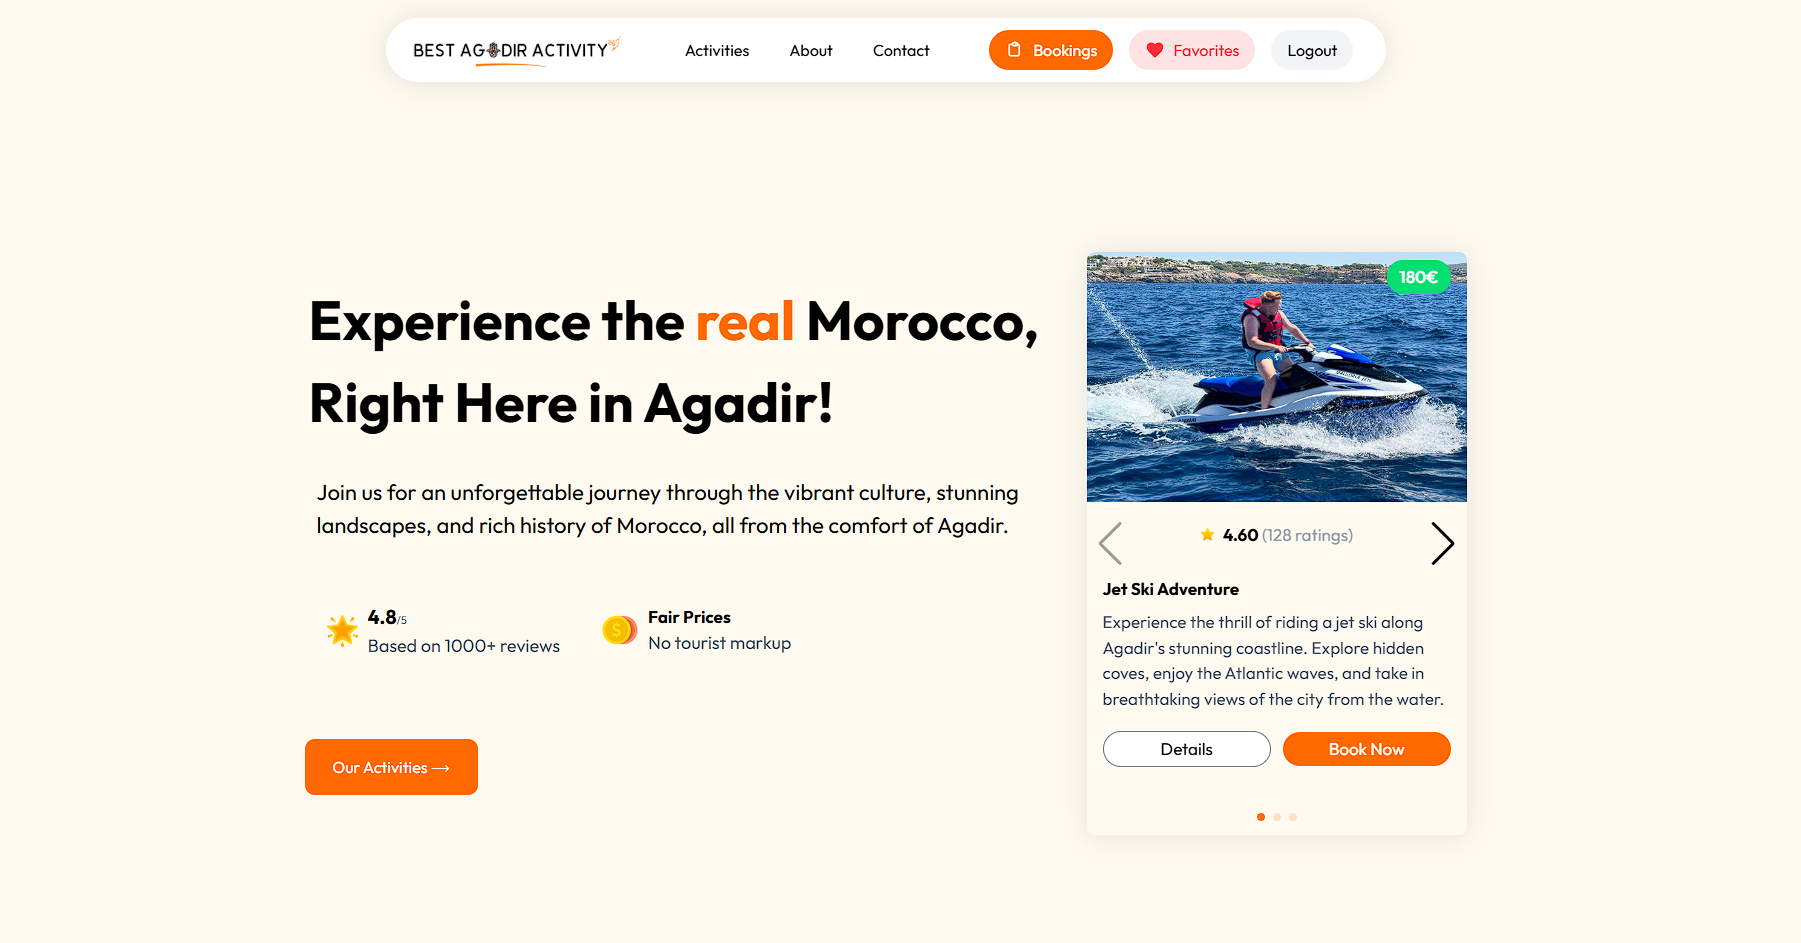 BEST AGADIR ACTIVITY
Activities
About
Contact
Bookings
Favorites
Logout
Experience the real Morocco,
Right Here in Agadir!
Join us for an unforgettable journey through the vibrant culture, stunning
landscapes, and rich history of Morocco, all from the comfort of Agadir.
4.8/5
Based on 1000+ reviews
Fair Prices
No tourist markup
Our Activities ⟶
180€
4.60 (128 ratings)
Jet Ski Adventure
Experience the thrill of riding a jet ski along
Agadir's stunning coastline. Explore hidden
coves, enjoy the Atlantic waves, and take in
breathtaking views of the city from the water.
Details
Book Now